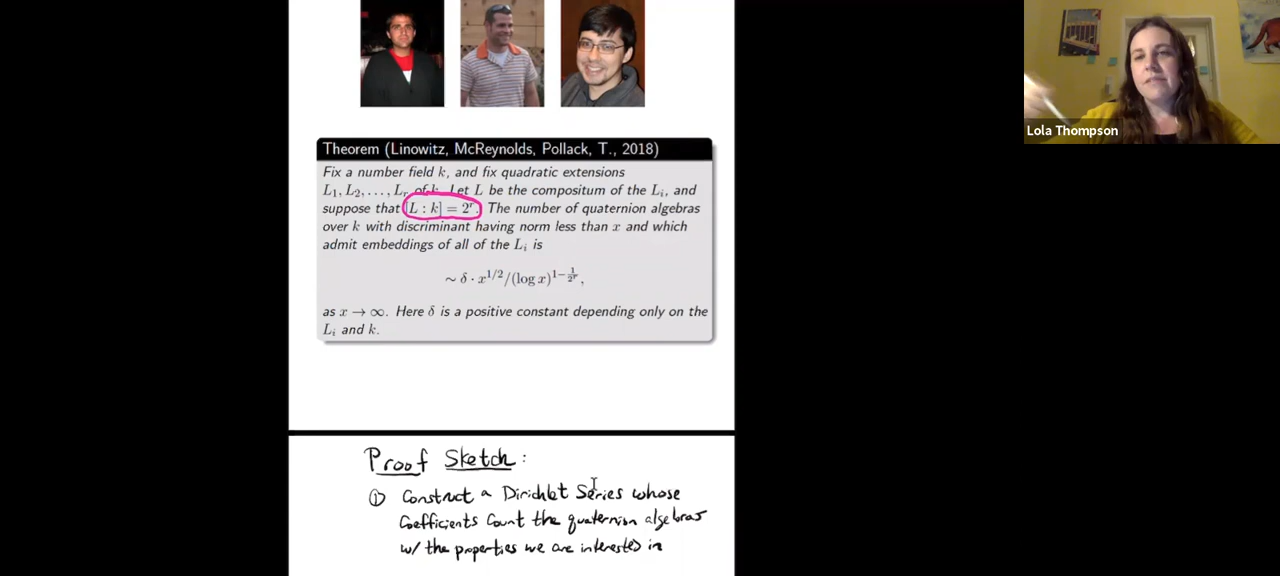 Lola Thompson
Theorem (Linowitz, McReynolds, Pollack, T., 2018)
Fix a number field k, and fix quadratic extensions
L₁, L₂, . . . , Lᵣ of k. Let L be the compositum of the Lᵢ, and
suppose that [L : k] = 2ʳ. The number of quaternion algebras
over k with discriminant having norm less than x and which
admit embeddings of all of the Lᵢ is
∼ δ · x^{1/2}/(log x)^{1−\frac{1}{2^r}},
as x → ∞. Here δ is a positive constant depending only on the
Lᵢ and k.
Proof Sketch:
① Construct a Dirichlet Series whose
Coefficients Count the quaternion algebras
w/ the properties we are interested in